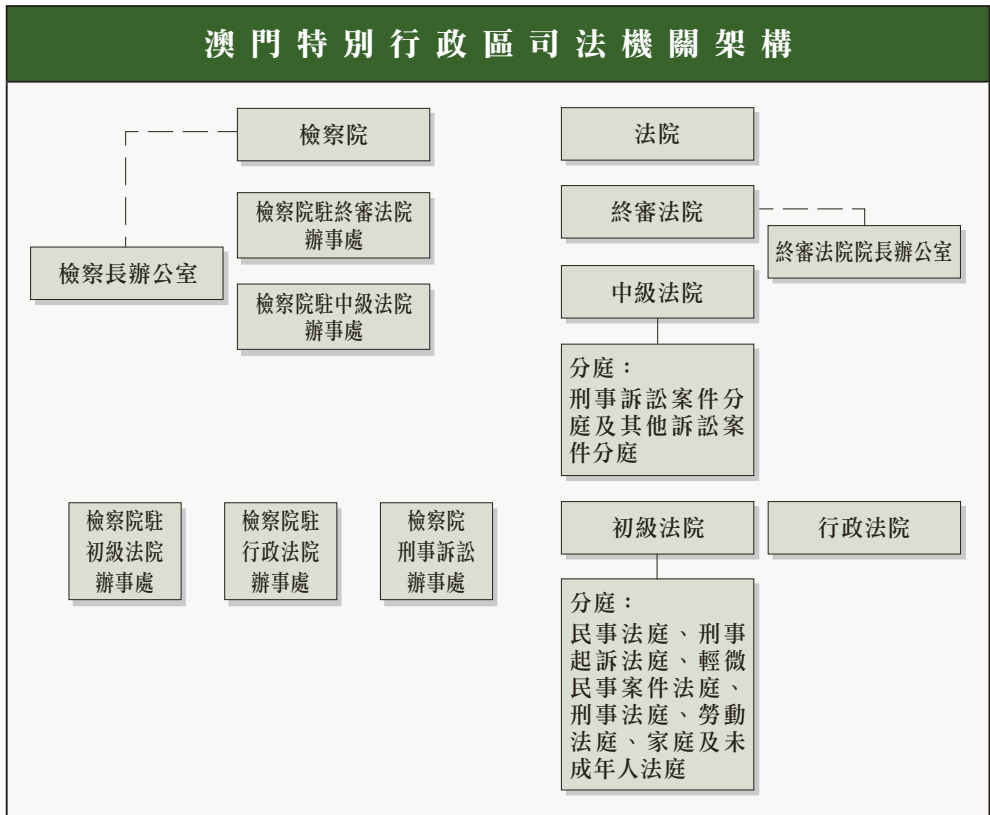 澳門特別行政區司法機關架構
檢察院
檢察院駐終審法院
辦事處
檢察長辦公室
檢察院駐中級法院
辦事處
檢察院駐
初級法院
辦事處
檢察院駐
行政法院
辦事處
檢察院
刑事訴訟
辦事處
法院
終審法院
終審法院院長辦公室
中級法院
分庭：
刑事訴訟案件分
庭及其他訴訟案
件分庭
初級法院
行政法院
分庭：
民事法庭、刑事
起訴法庭、輕微
民事案件法庭、
刑事法庭、勞動
法庭、家庭及未
成年人法庭